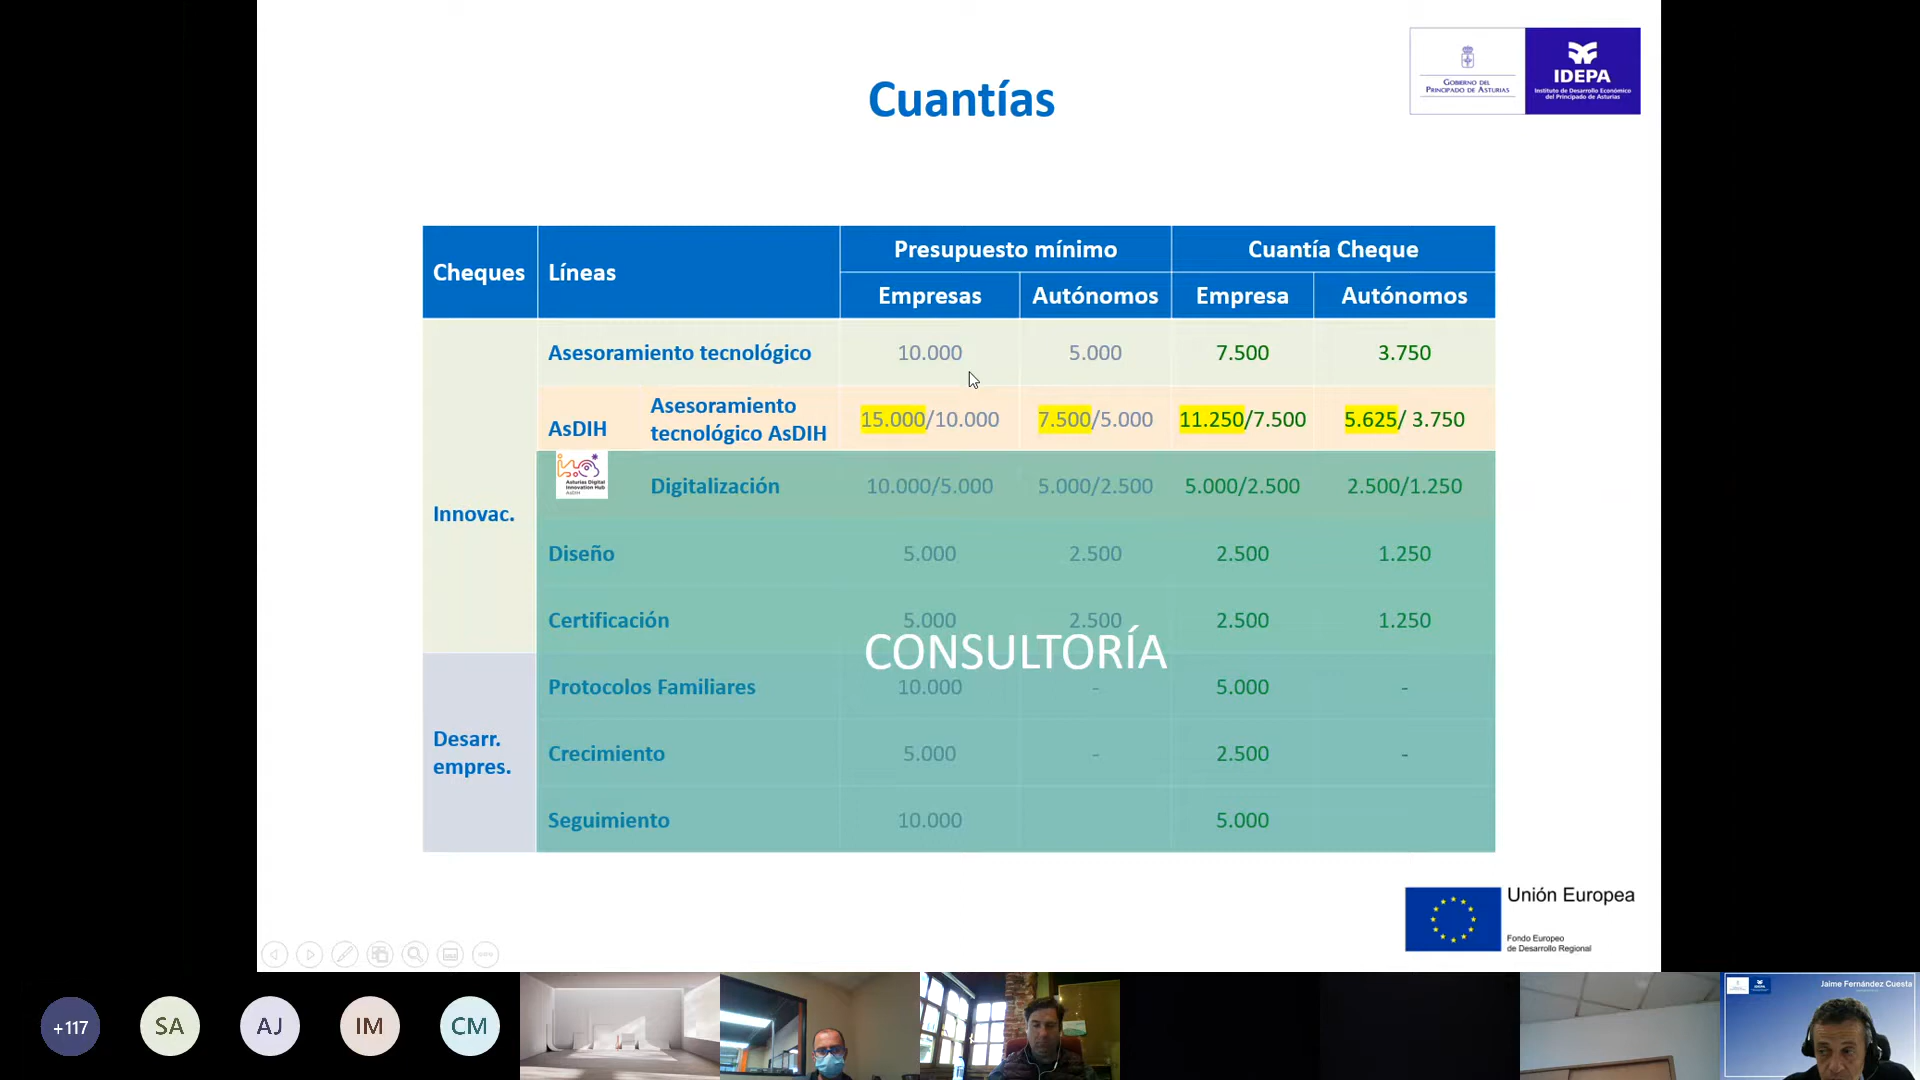 Cuantías
GOBIERNO DEL
PRINCIPADO DE ASTURIAS
IDEPA
Instituto de Desarrollo Económico
del Principado de Asturias
Cheques Líneas Presupuesto mínimo Cuantía Cheque
Empresas Autónomos Empresa Autónomos
Asesoramiento tecnológico 10.000 5.000 7.500 3.750
AsDIH Asesoramiento tecnológico AsDIH 15.000/10.000 7.500/5.000 11.250/7.500 5.625/ 3.750
Asturias Digital
Innovation Hub
AsDIH
Digitalización 10.000/5.000 5.000/2.500 5.000/2.500 2.500/1.250
Innovac.
Diseño 5.000 2.500 2.500 1.250
Certificación 5.000 2.500 2.500 1.250
CONSULTORÍA
Protocolos Familiares 10.000 - 5.000 -
Desarr.
empres.
Crecimiento 5.000 - 2.500 -
Seguimiento 10.000 5.000
Unión Europea
Fondo Europeo
de Desarrollo Regional
+117 SA AJ IM CM
Jaime Fernández Cuesta